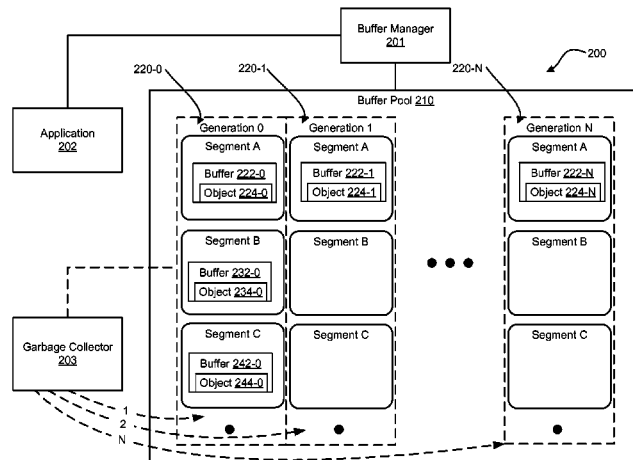 Buffer Manager
201
200
220-0
220-1
220-N
Buffer Pool 210
Application
202
Generation 0
Segment A
Buffer 222-0
Object 224-0
Segment B
Buffer 232-0
Object 234-0
Segment C
Buffer 242-0
Object 244-0
Generation 1
Segment A
Buffer 222-1
Object 224-1
Segment B
Segment C
Generation N
Segment A
Buffer 222-N
Object 224-N
Segment B
Segment C
Garbage Collector
203
1
2
N